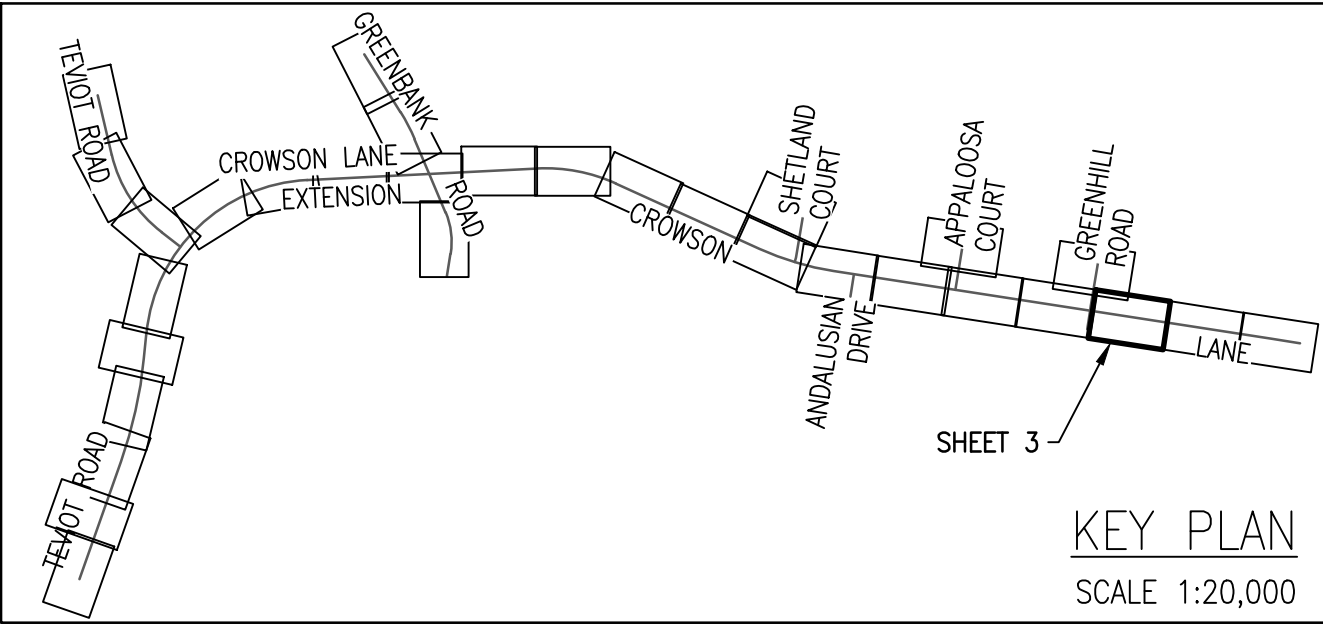 TEVIOT ROAD
GREENBANK
ROAD
CROWSON LANE
EXTENSION
CROWSON
SHETLAND
COURT
ANDALUSIAN
DRIVE
APPALOOSA
COURT
GREENHILL
ROAD
LANE
SHEET 3
TEVIOT ROAD
KEY PLAN
SCALE 1:20,000